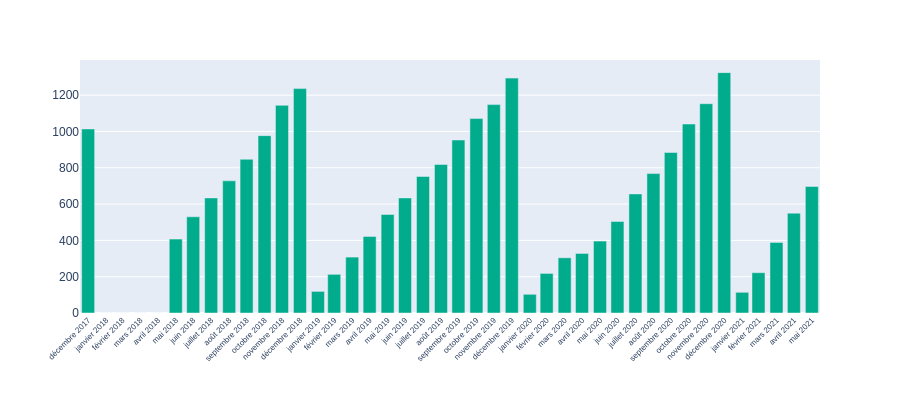 1200
1000
800
600
400
200
0
décembre 2017
janvier 2018
février 2018
mars 2018
avril 2018
mai 2018
juin 2018
juillet 2018
août 2018
septembre 2018
octobre 2018
novembre 2018
décembre 2018
janvier 2019
février 2019
mars 2019
avril 2019
mai 2019
juin 2019
juillet 2019
août 2019
septembre 2019
octobre 2019
novembre 2019
décembre 2019
janvier 2020
février 2020
mars 2020
avril 2020
mai 2020
juin 2020
juillet 2020
août 2020
septembre 2020
octobre 2020
novembre 2020
décembre 2020
janvier 2021
février 2021
mars 2021
avril 2021
mai 2021